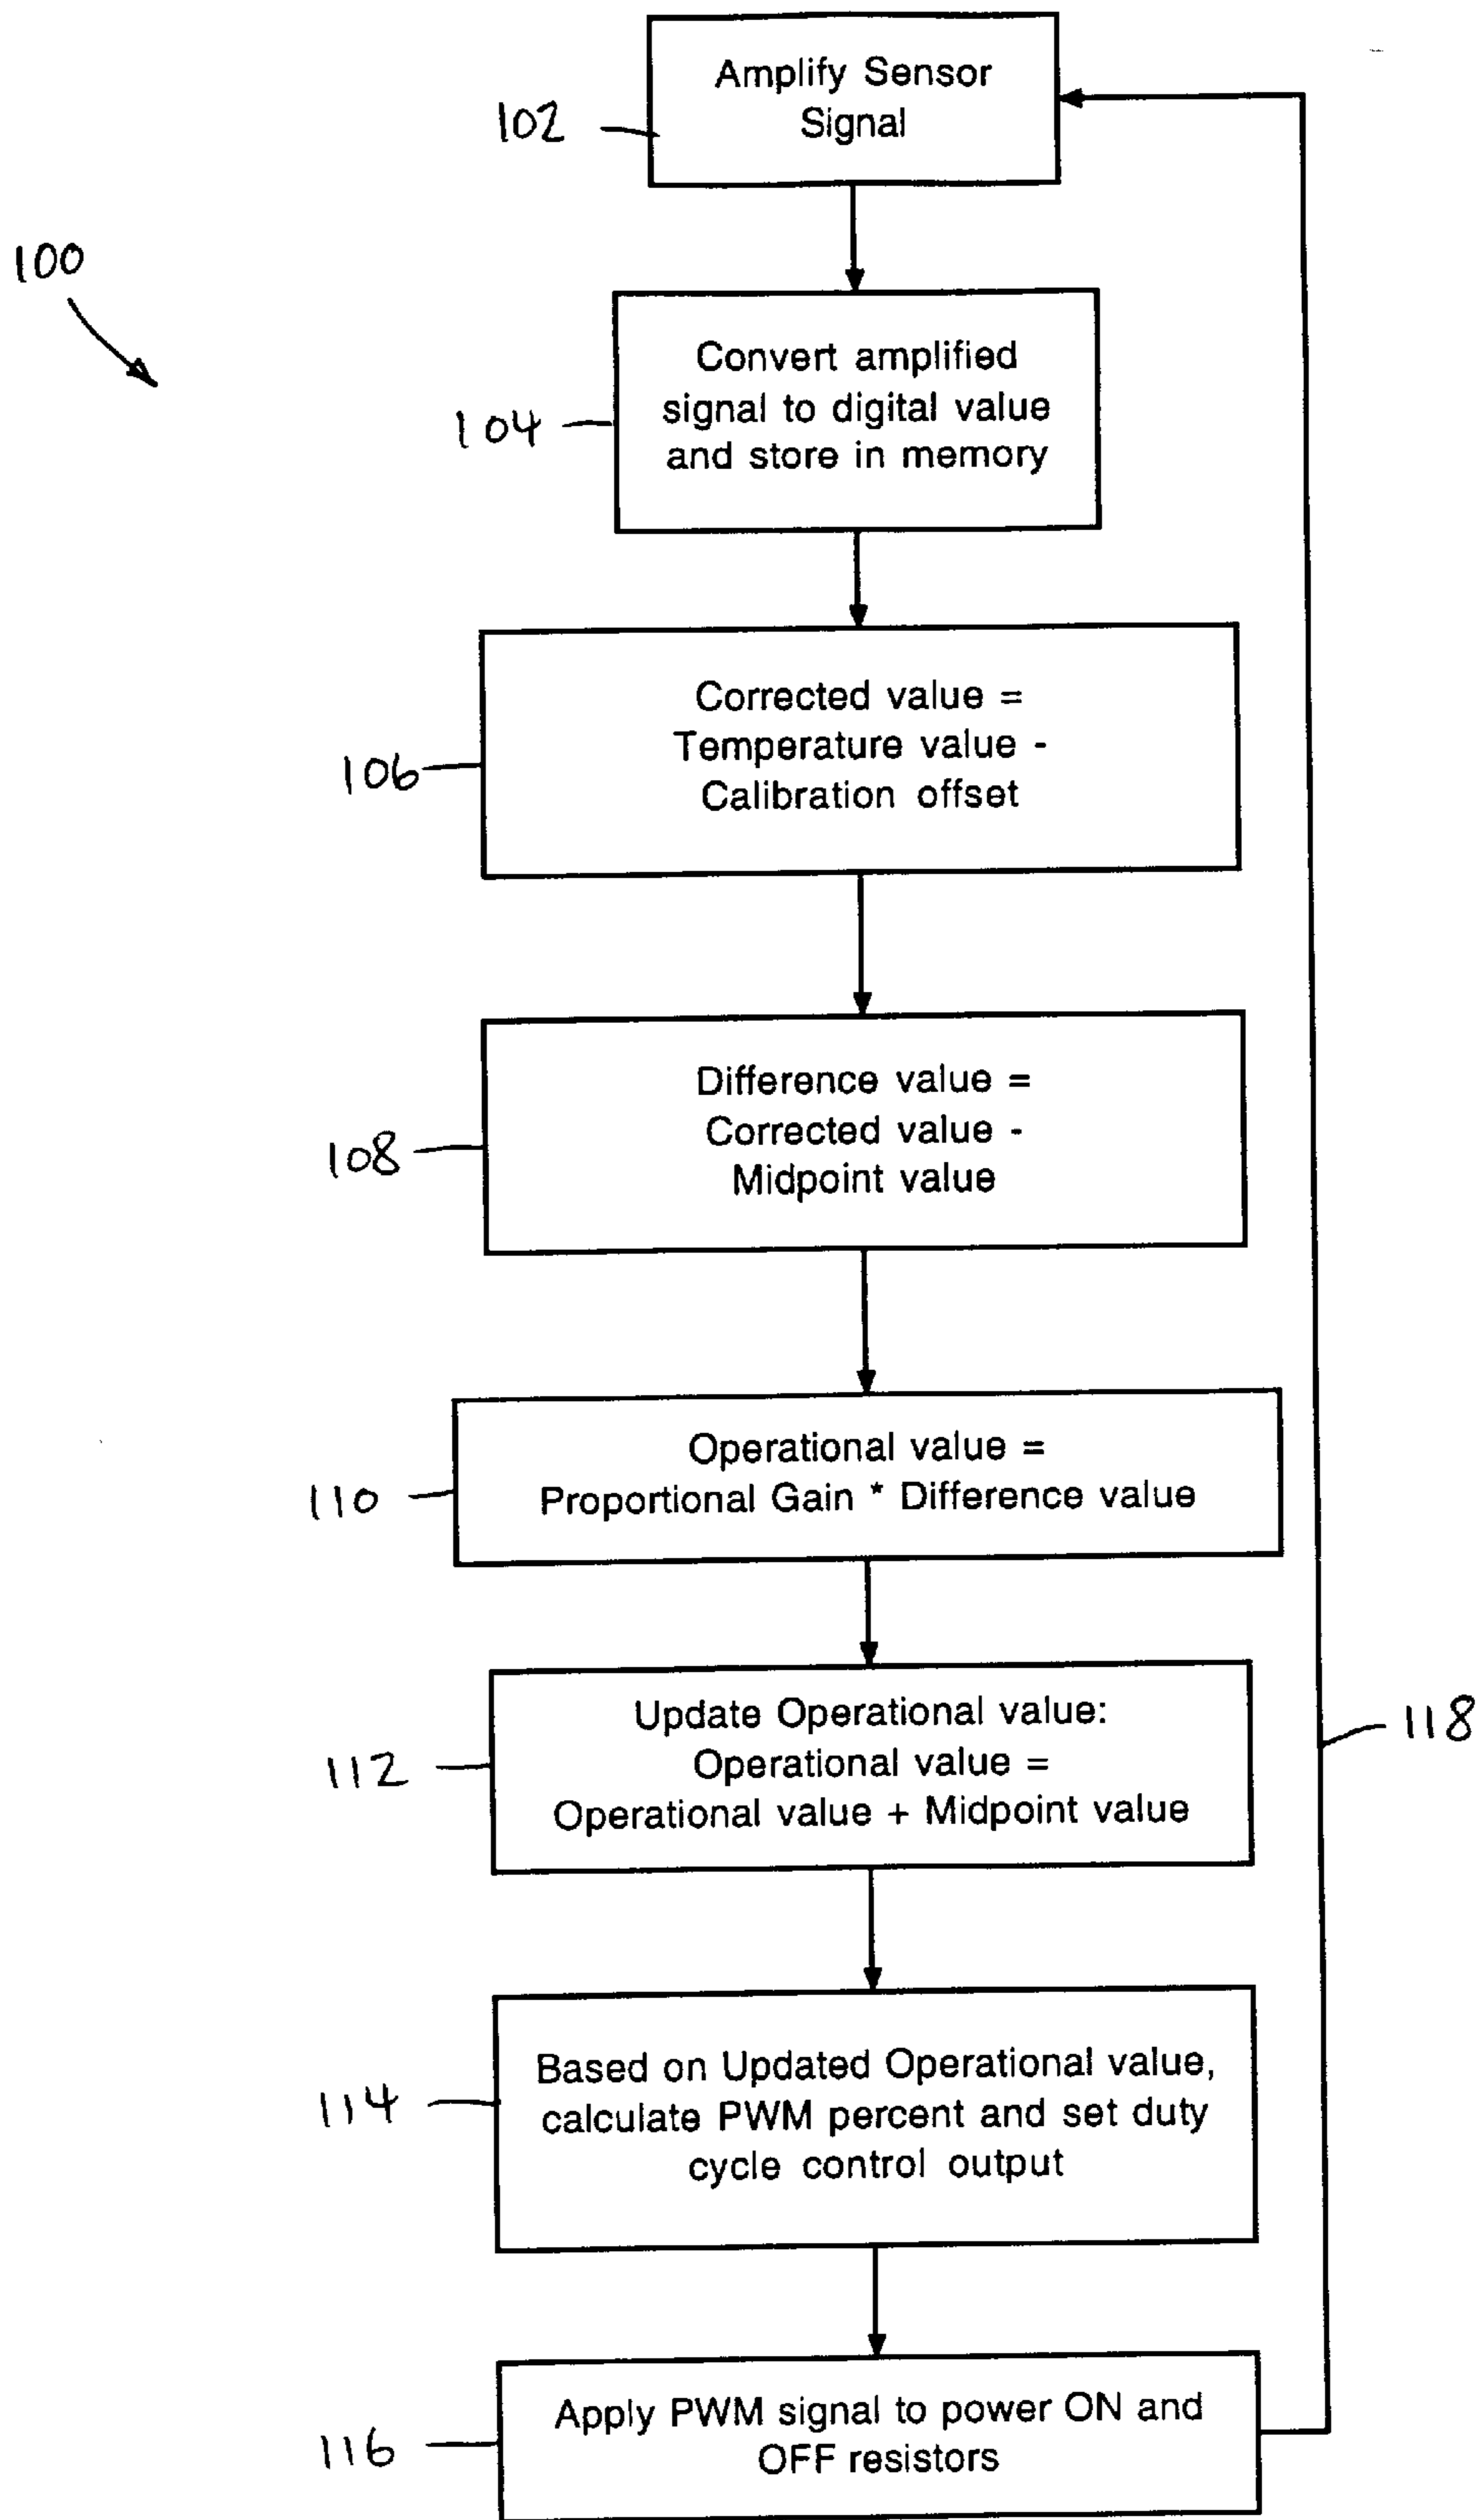 Amplify Sensor
Signal
102
100
Convert amplified
signal to digital value
and store in memory
104
Corrected value =
Temperature value -
Calibration offset
106
Difference value =
Corrected value -
Midpoint value
108
Operational value =
Proportional Gain * Difference value
110
Update Operational value:
Operational value =
Operational value + Midpoint value
112
118
Based on Updated Operational value,
calculate PWM percent and set duty
cycle control output
114
Apply PWM signal to power ON and
OFF resistors
116